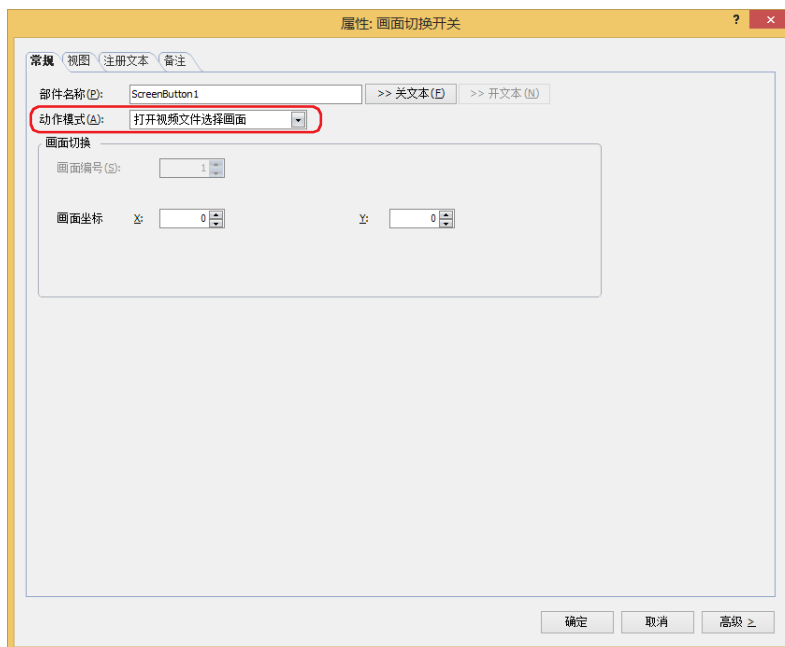 属性: 画面切换开关
? ×
常规 视图 注册文本 备注
部件名称(P): ScreenButton1 >> 关文本(F) >> 开文本(N)
动作模式(A): 打开视频文件选择画面
画面切换
画面编号(S): 1
画面坐标 X: 0 Y: 0
确定 取消 高级 >